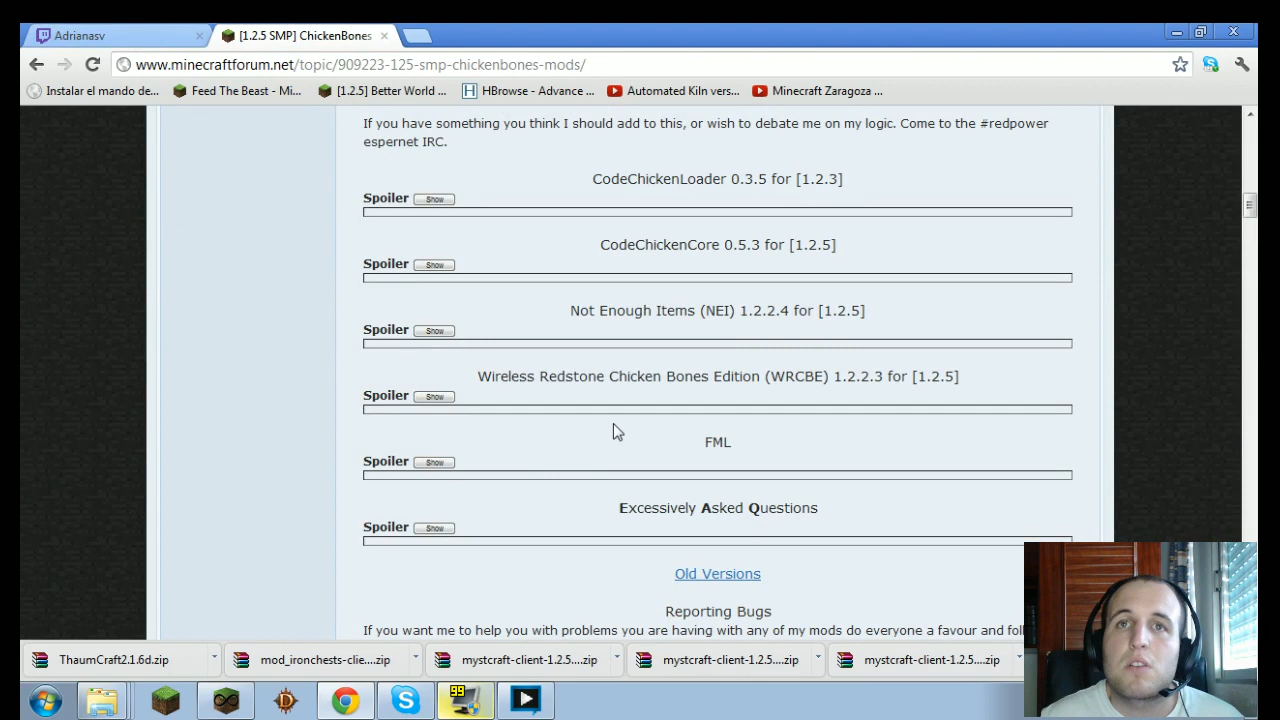 Adrianasv
[1.2.5 SMP] ChickenBones
www.minecraftforum.net/topic/909223-125-smp-chickenbones-mods/
Instalar el mando de...
Feed The Beast - Mi...
[1.2.5] Better World ...
HBrowse - Advance ...
Automated Kiln vers...
Minecraft Zaragoza ...
If you have something you think I should add to this, or wish to debate me on my logic. Come to the #redpower
espernet IRC.
CodeChickenLoader 0.3.5 for [1.2.3]
Spoiler Show
CodeChickenCore 0.5.3 for [1.2.5]
Spoiler Show
Not Enough Items (NEI) 1.2.2.4 for [1.2.5]
Spoiler Show
Wireless Redstone Chicken Bones Edition (WRCBE) 1.2.2.3 for [1.2.5]
Spoiler Show
FML
Spoiler Show
Excessively Asked Questions
Spoiler Show
Old Versions
Reporting Bugs
If you want me to help you with problems you are having with any of my mods do everyone a favour and foll
ThaumCraft2.1.6d.zip
mod_ironchests-clie....zip
mystcraft-client-1.2.5....zip
mystcraft-client-1.2.5....zip
mystcraft-client-1.2.5....zip
99